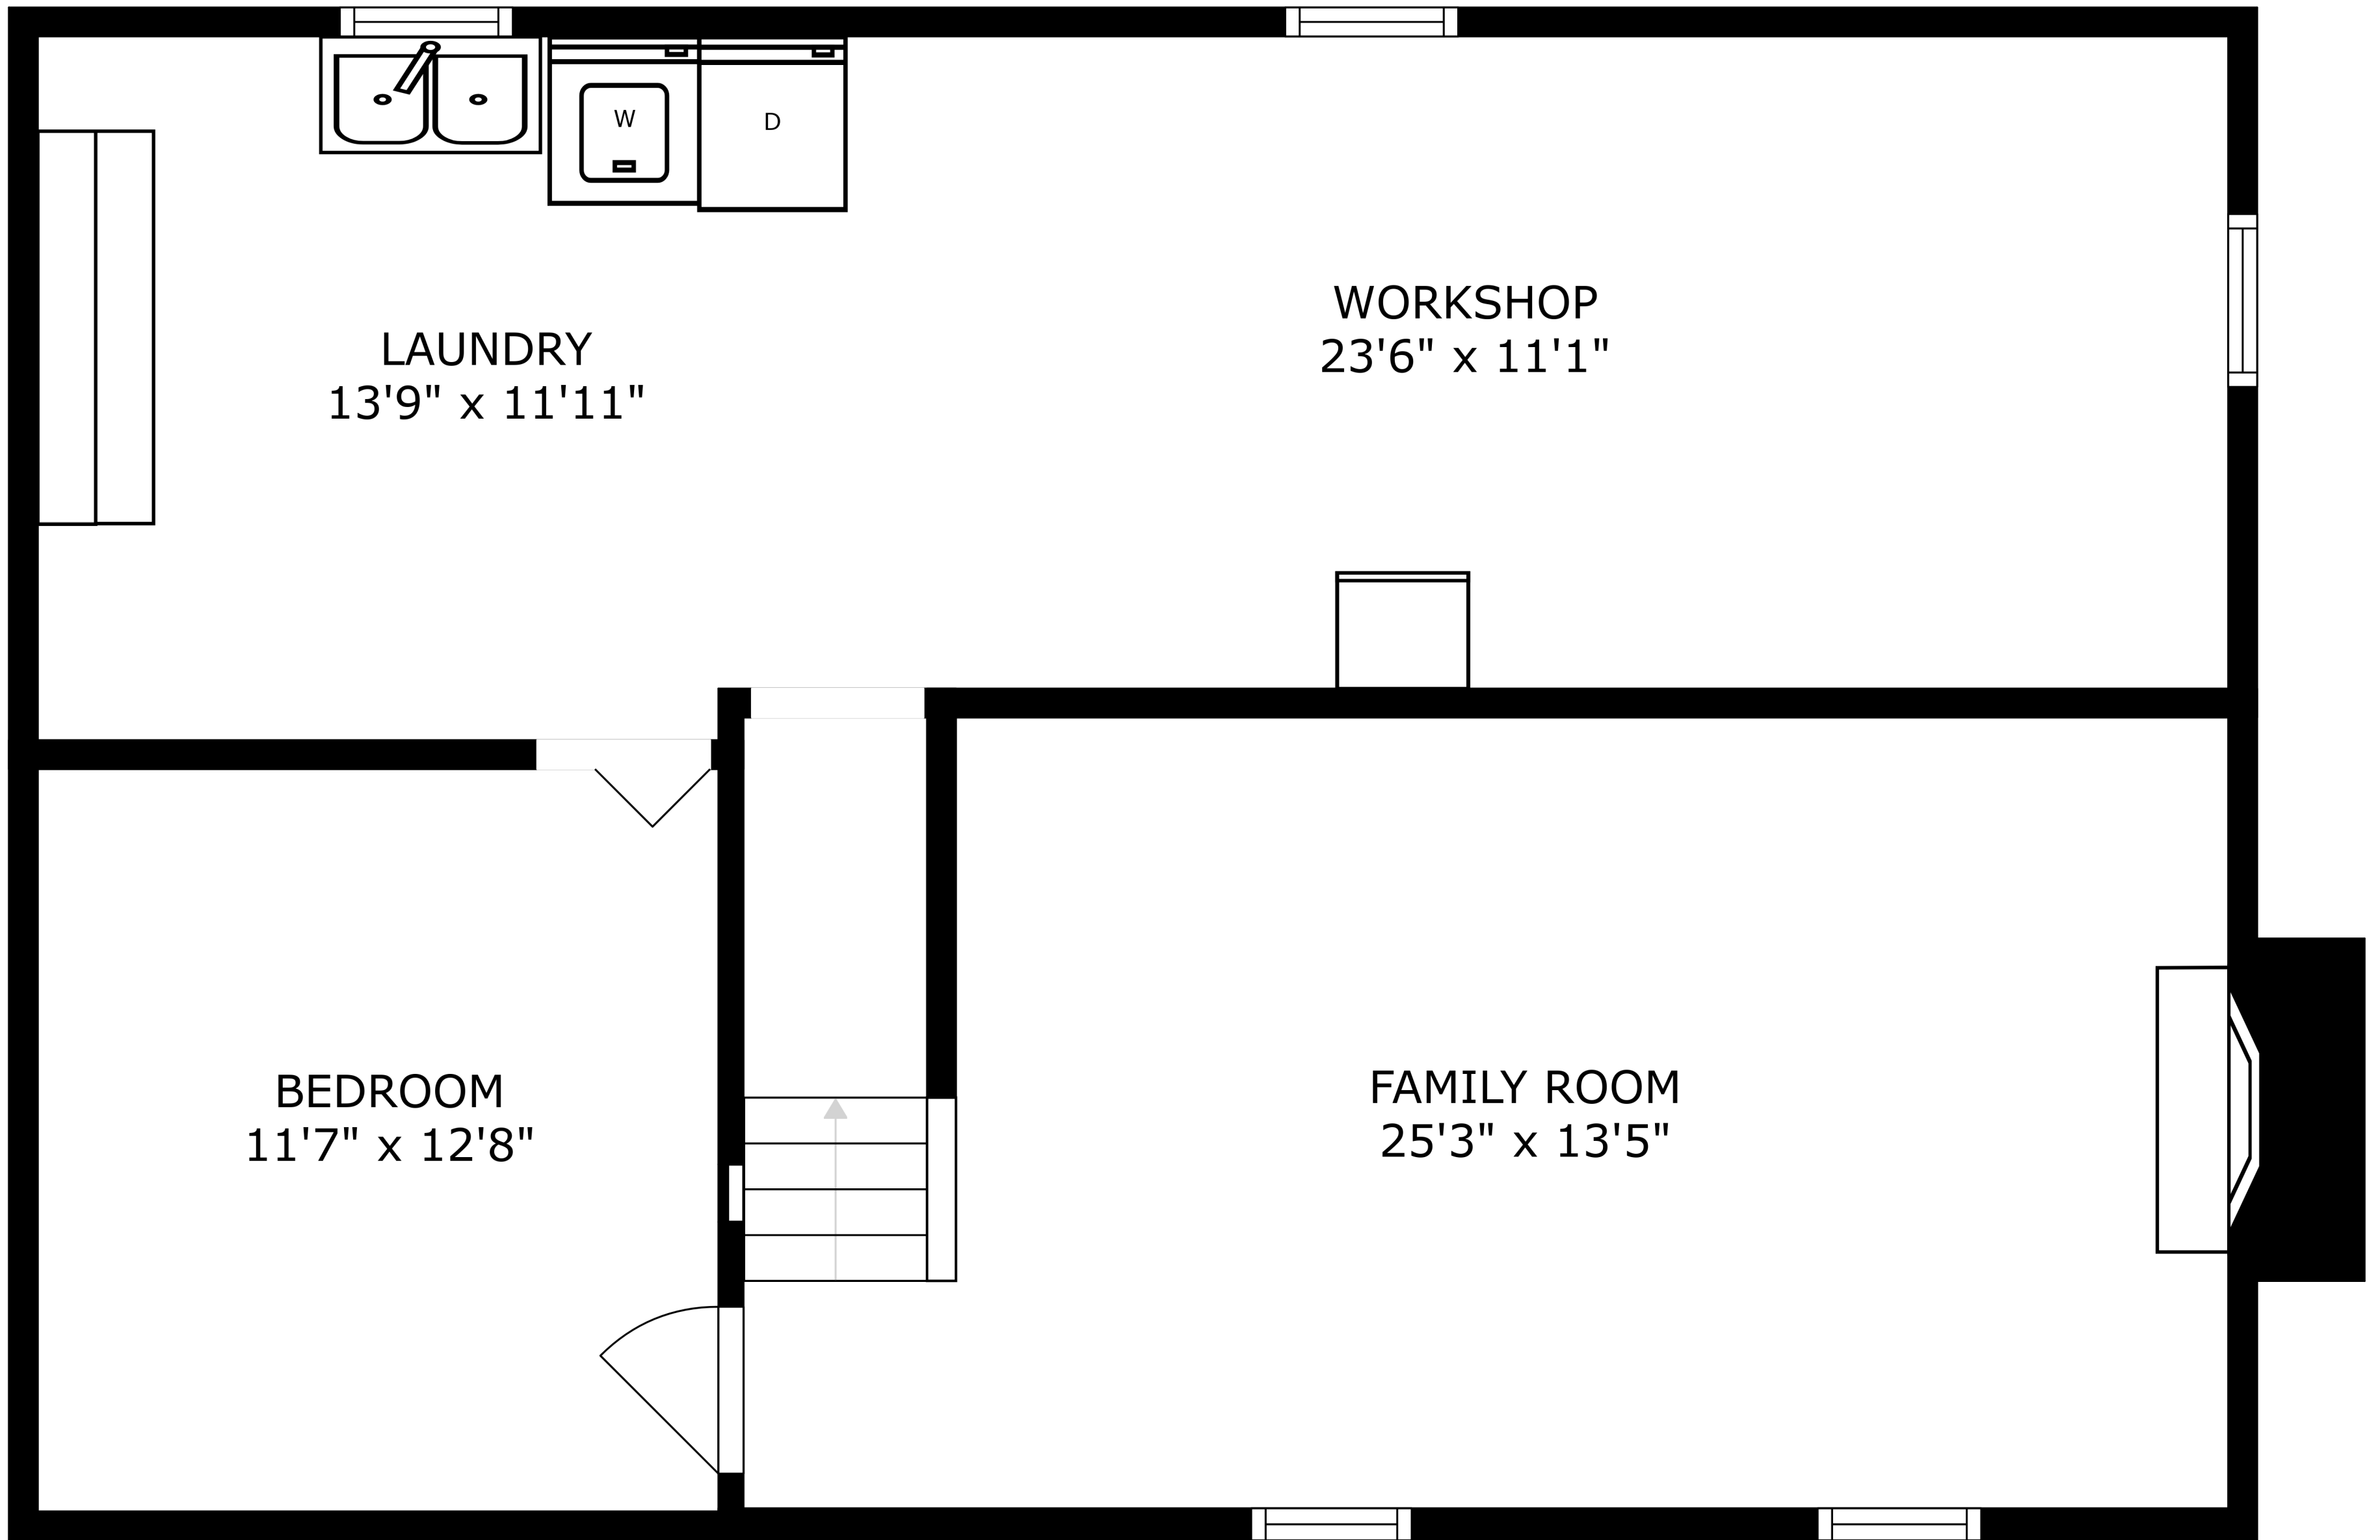 W
D
LAUNDRY
13'9" x 11'11"
WORKSHOP
23'6" x 11'1"
BEDROOM
11'7" x 12'8"
FAMILY ROOM
25'3" x 13'5"